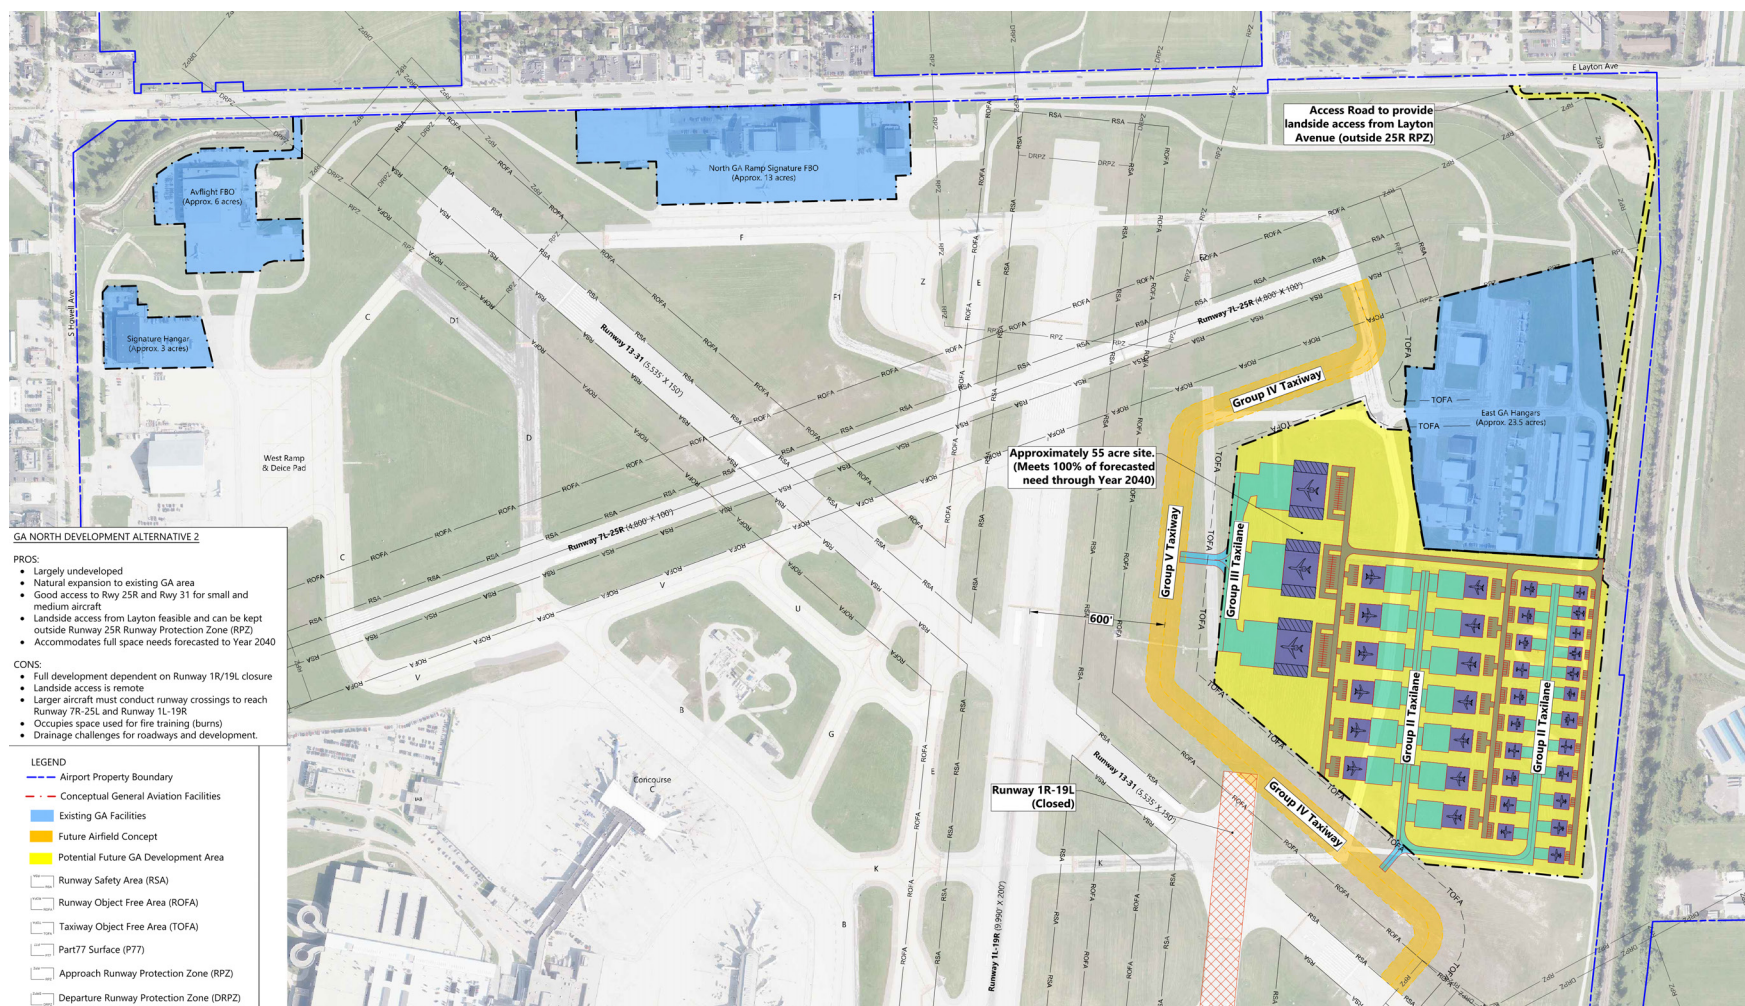 E Layton Ave
Access Road to provide
landside access from Layton
Avenue (outside 25R RPZ)
North GA Ramp Signature FBO
(Approx. 13 acres)
Avflight FBO
(Approx. 6 acres)
S Howell Ave
Signature Hangar
(Approx. 3 acres)
F
F
E
Z
F1
C
D1
D
Runway 13-31 (5,535' X 150')
Runway 7L-25R (4,800' X 100')
TOFA
TOFA
TOFA
East GA Hangars
(Approx. 23.5 acres)
Group IV Taxiway
West Ramp
& Deice Pad
Approximately 55 acre site.
(Meets 100% of forecasted
need through Year 2040)
Runway 7L-25R (4,800' X 100')
Group V Taxiway
Group III Taxilane
Group II Taxilane
Group II Taxilane
600'
C
V
V
U
B
G
E
K
K
B
Concourse
C
Runway 13-31 (5,535' X 150')
Runway 1R-19L
(Closed)
Group IV Taxiway
Runway 1L-19R (9,990' X 200')
RSA
ROFA
RPZ
DRPZ
TOFA
GA NORTH DEVELOPMENT ALTERNATIVE 2
PROS:
• Largely undeveloped
• Natural expansion to existing GA area
• Good access to Rwy 25R and Rwy 31 for small and
medium aircraft
• Landside access from Layton feasible and can be kept
outside Runway 25R Runway Protection Zone (RPZ)
• Accommodates full space needs forecasted to Year 2040
CONS:
• Full development dependent on Runway 1R/19L closure
• Landside access is remote
• Larger aircraft must conduct runway crossings to reach
Runway 7R-25L and Runway 1L-19R
• Occupies space used for fire training (burns)
• Drainage challenges for roadways and development.
LEGEND
Airport Property Boundary
Conceptual General Aviation Facilities
Existing GA Facilities
Future Airfield Concept
Potential Future GA Development Area
Runway Safety Area (RSA)
Runway Object Free Area (ROFA)
Taxiway Object Free Area (TOFA)
Part77 Surface (P77)
Approach Runway Protection Zone (RPZ)
Departure Runway Protection Zone (DRPZ)